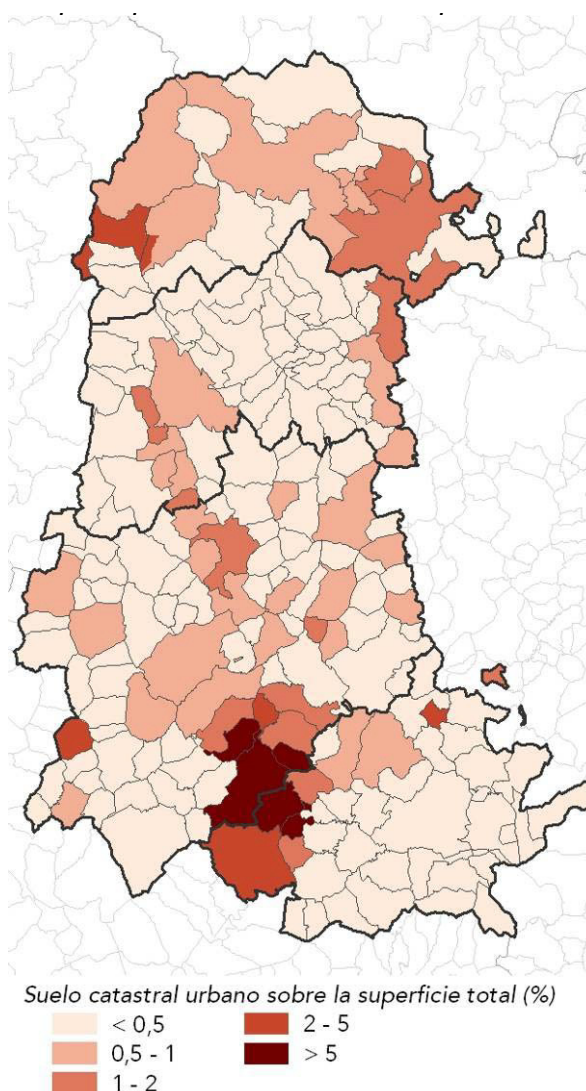 Suelo catastral urbano sobre la superficie total (%)
< 0,5
2 - 5
0,5 - 1
> 5
1 - 2